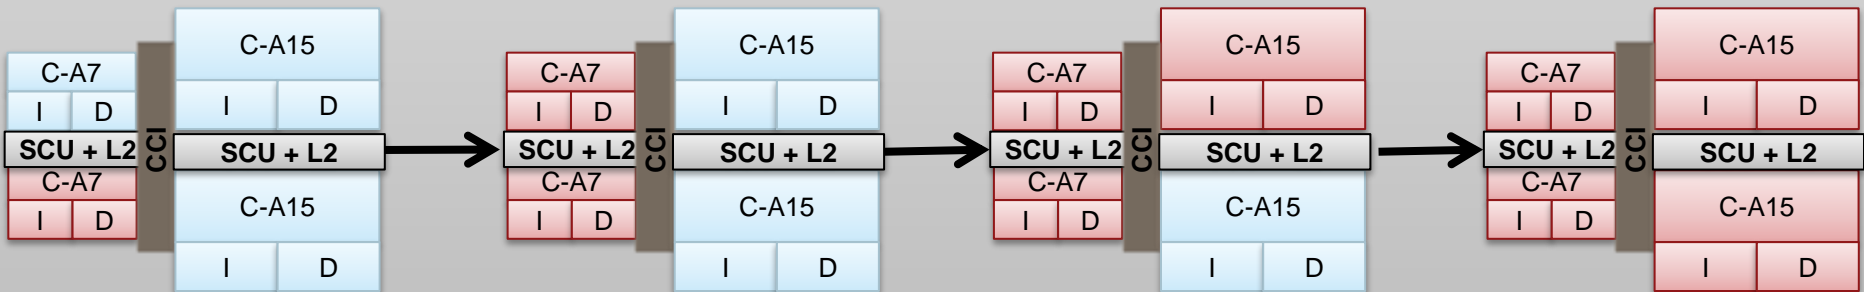 C-A15
C-A7
I D
I D
SCU + L2
CCI
SCU + L2
C-A7
I D
C-A15
I D
C-A15
C-A7
I D
I D
SCU + L2
CCI
SCU + L2
C-A7
I D
C-A15
I D
C-A15
C-A7
I D
I D
SCU + L2
CCI
SCU + L2
C-A7
I D
C-A15
I D
C-A15
C-A7
I D
I D
SCU + L2
CCI
SCU + L2
C-A7
I D
C-A15
I D